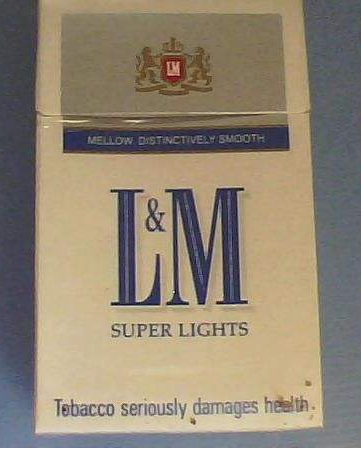 LM
MELLOW DISTINCTIVELY SMOOTH
L&M
SUPER LIGHTS
Tobacco seriously damages health